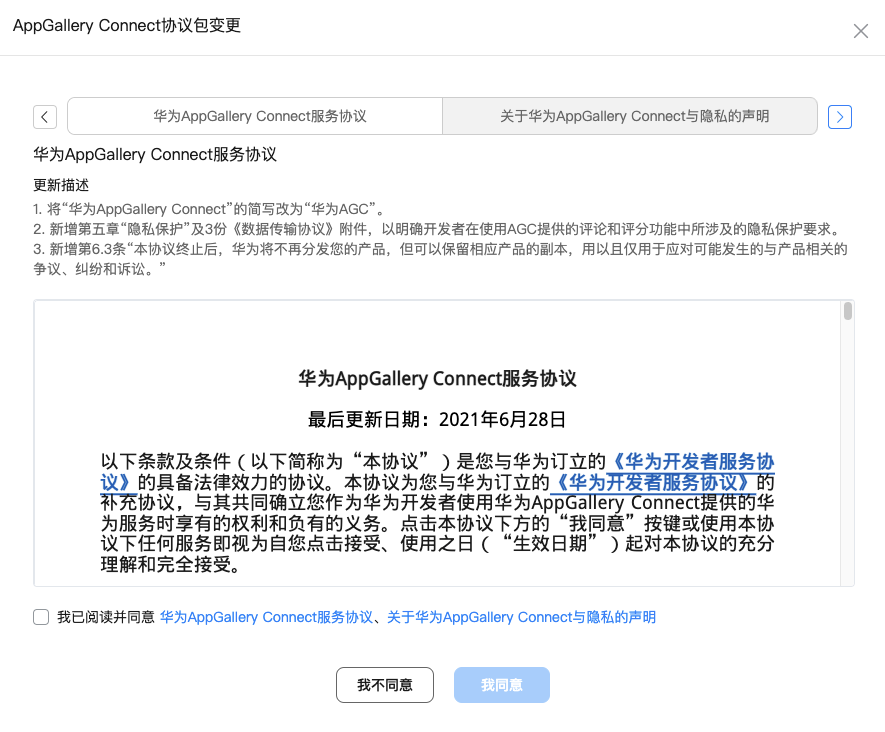 AppGallery Connect协议包变更
华为AppGallery Connect服务协议
关于华为AppGallery Connect与隐私的声明
华为AppGallery Connect服务协议
更新描述
1. 将“华为AppGallery Connect”的简写改为“华为AGC”。
2. 新增第五章“隐私保护”及3份《数据传输协议》附件，以明确开发者在使用AGC提供的评论和评分功能中所涉及的隐私保护要求。
3. 新增第6.3条“本协议终止后，华为将不再分发您的产品，但可以保留相应产品的副本，用以且仅用于应对可能发生的与产品相关的
争议、纠纷和诉讼。”
华为AppGallery Connect服务协议
最后更新日期：2021年6月28日
以下条款及条件（以下简称为“本协议”）是您与华为订立的《华为开发者服务协
议》的具备法律效力的协议。本协议为您与华为订立的《华为开发者服务协议》的
补充协议，与其共同确立您作为华为开发者使用华为AppGallery Connect提供的华
为服务时享有的权利和负有的义务。点击本协议下方的“我同意”按键或使用本协
议下任何服务即视为自您点击接受、使用之日（“生效日期”）起对本协议的充分
理解和完全接受。
我已阅读并同意 华为AppGallery Connect服务协议、关于华为AppGallery Connect与隐私的声明
我不同意
我同意